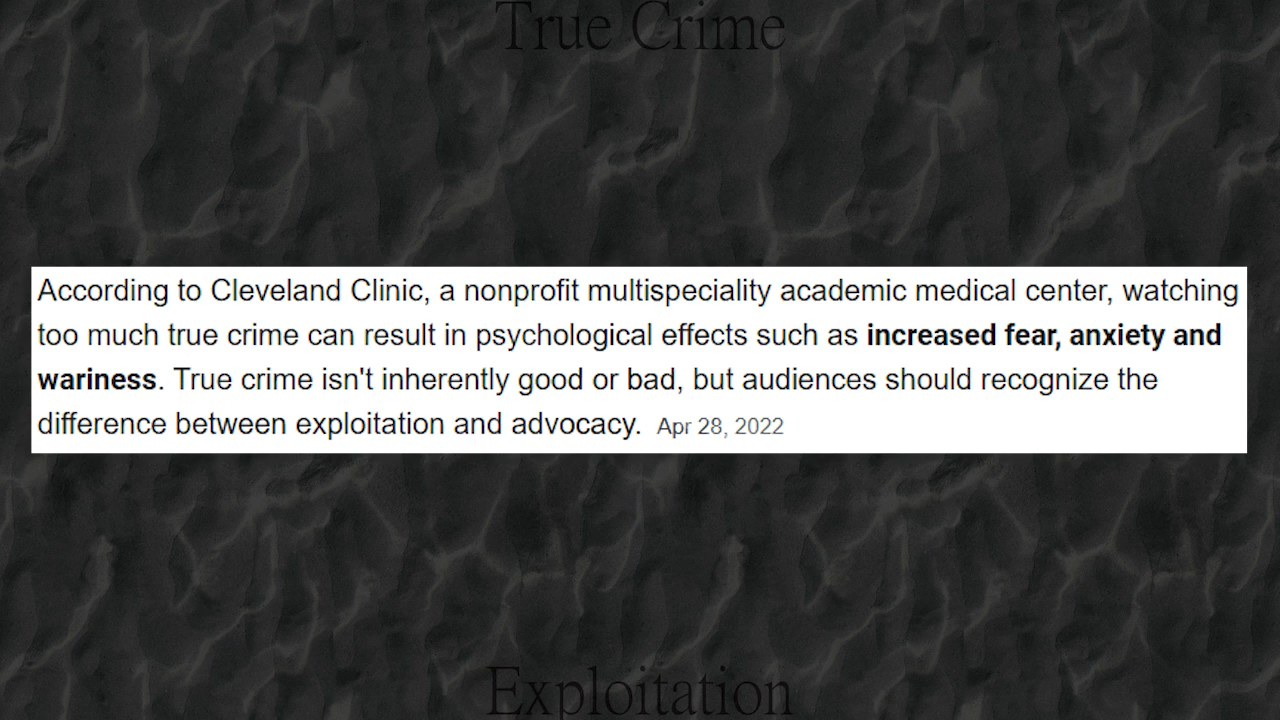 True Crime
According to Cleveland Clinic, a nonprofit multispeciality academic medical center, watching
too much true crime can result in psychological effects such as increased fear, anxiety and
wariness. True crime isn't inherently good or bad, but audiences should recognize the
difference between exploitation and advocacy. Apr 28, 2022
Exploitation